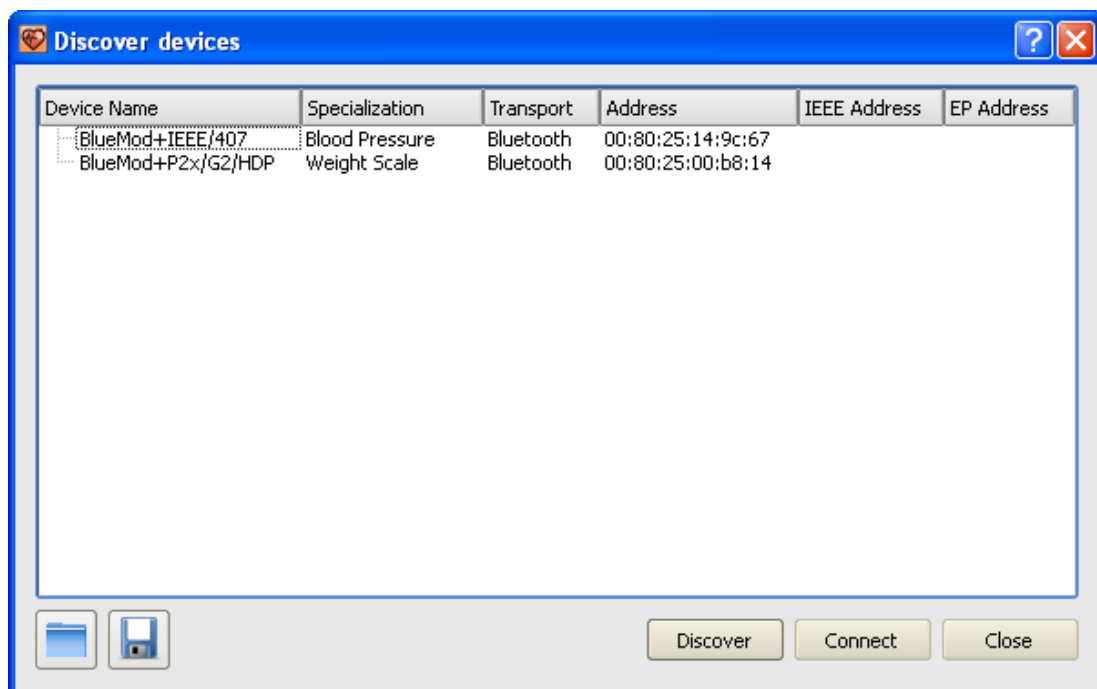 Discover devices
Device Name Specialization Transport Address IEEE Address EP Address
BlueMod+IEEE/407 Blood Pressure Bluetooth 00:80:25:14:9c:67
BlueMod+P2x/G2/HDP Weight Scale Bluetooth 00:80:25:00:b8:14
Discover Connect Close